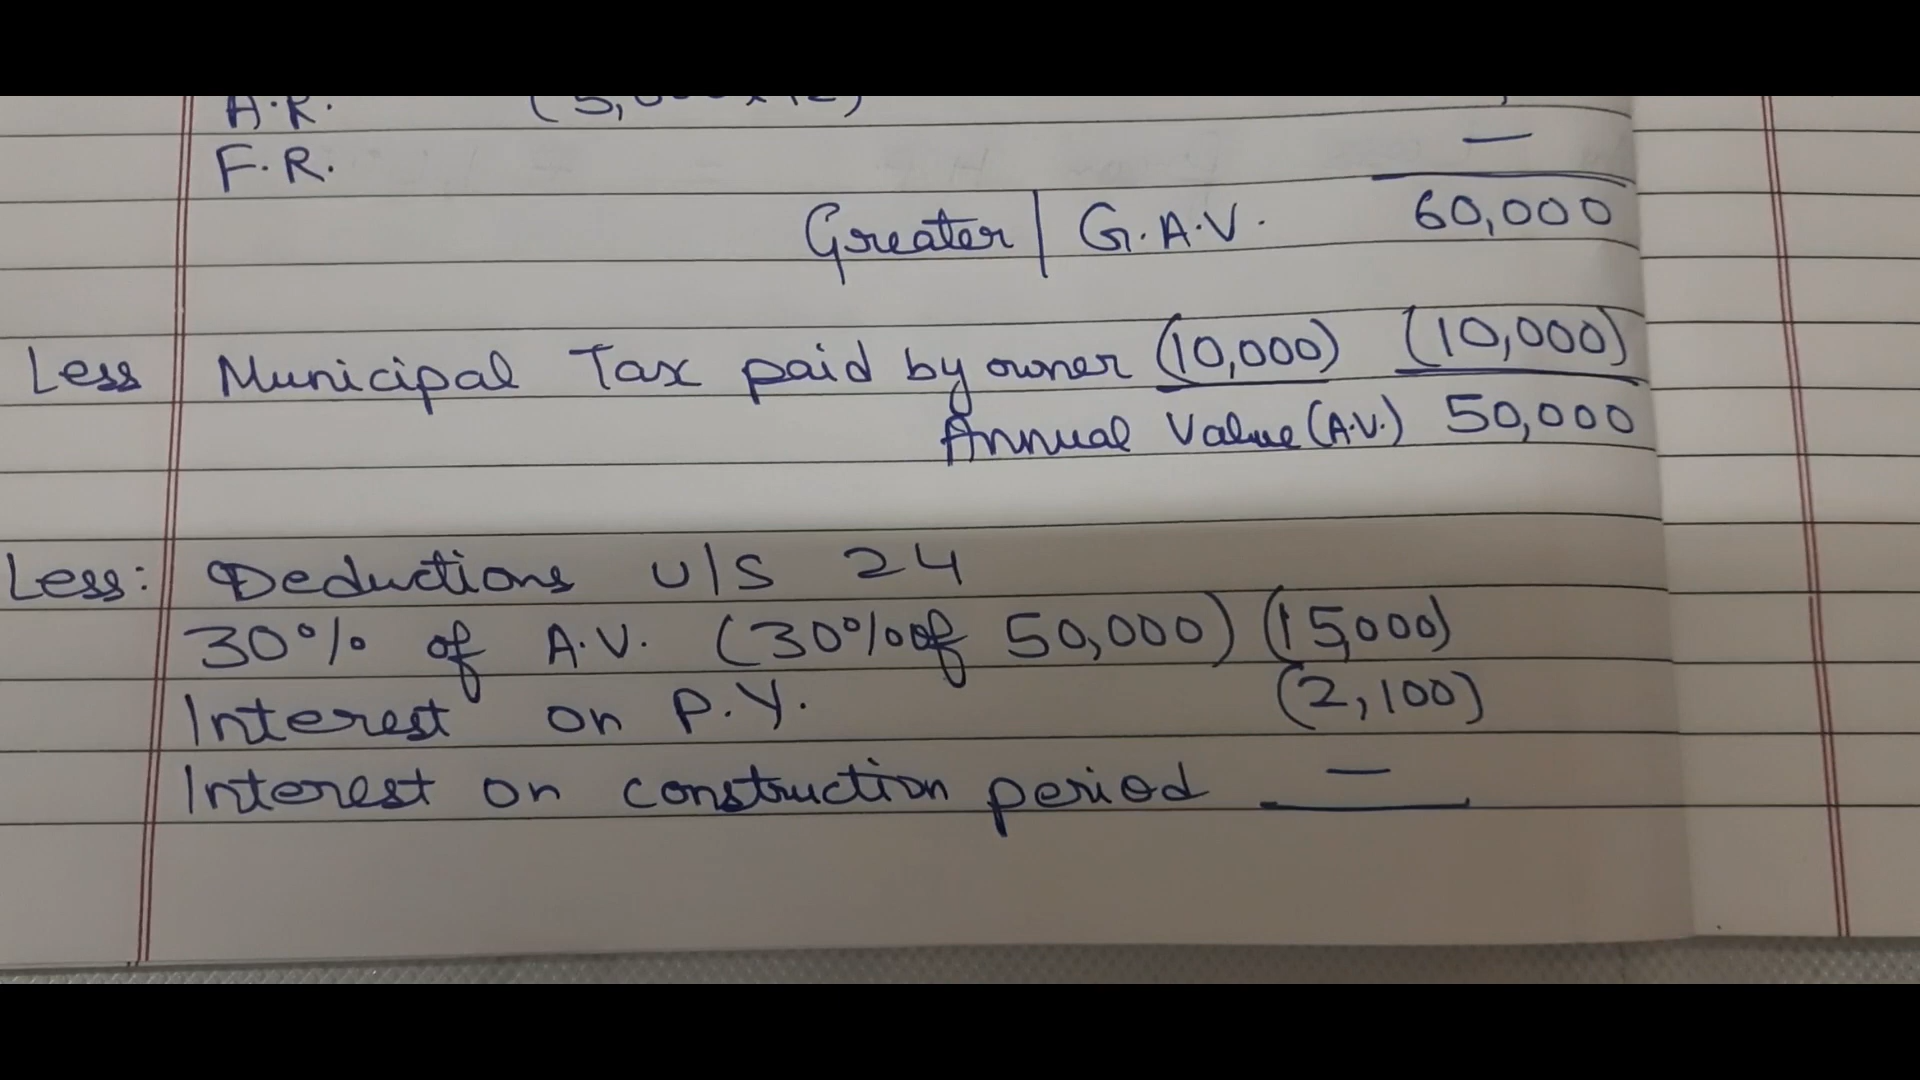 A.R.
F.R. —
Greater | G.A.V. 60,000
Less Municipal Tax paid by owner (10,000) (10,000)
Annual Value (A.V.) 50,000
Less: Deductions U/S 24
30% of A.V. (30% of 50,000) (15,000)
Interest on P.Y. (2,100)
Interest on construction period —